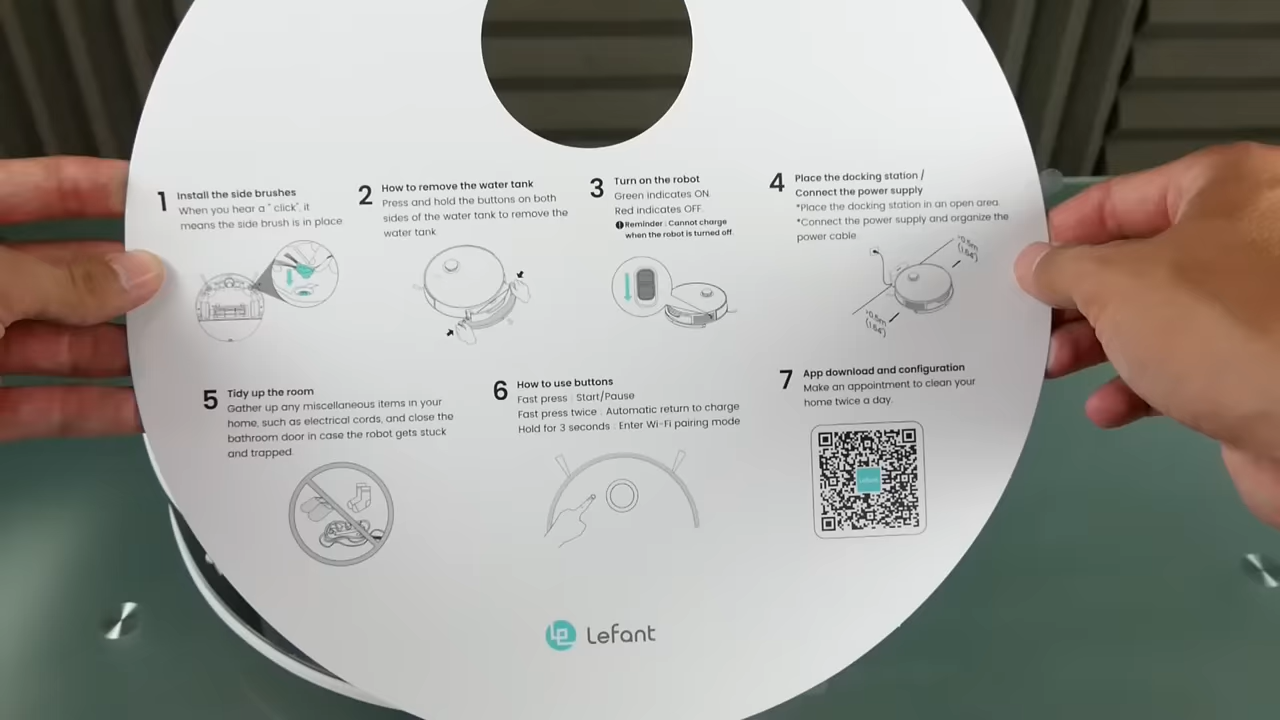 1
Install the side brushes
When you hear a " click", it
means the side brush is in place
2
How to remove the water tank
Press and hold the buttons on both
sides of the water tank to remove the
water tank
3
Turn on the robot
Green indicates ON.
Red indicates OFF.
Reminder: Cannot charge
when the robot is turned off.
4
Place the docking station /
Connect the power supply
*Place the docking station in an open area.
*Connect the power supply and organize the
power cable
>0.5m
(1.64')
>0.5m
(1.64')
5
Tidy up the room
Gather up any miscellaneous items in your
home, such as electrical cords, and close the
bathroom door in case the robot gets stuck
and trapped.
6
How to use buttons
Fast press : Start/Pause
Fast press twice : Automatic return to charge
Hold for 3 seconds : Enter Wi-Fi pairing mode
7
App download and configuration
Make an appointment to clean your
home twice a day.
Lefant